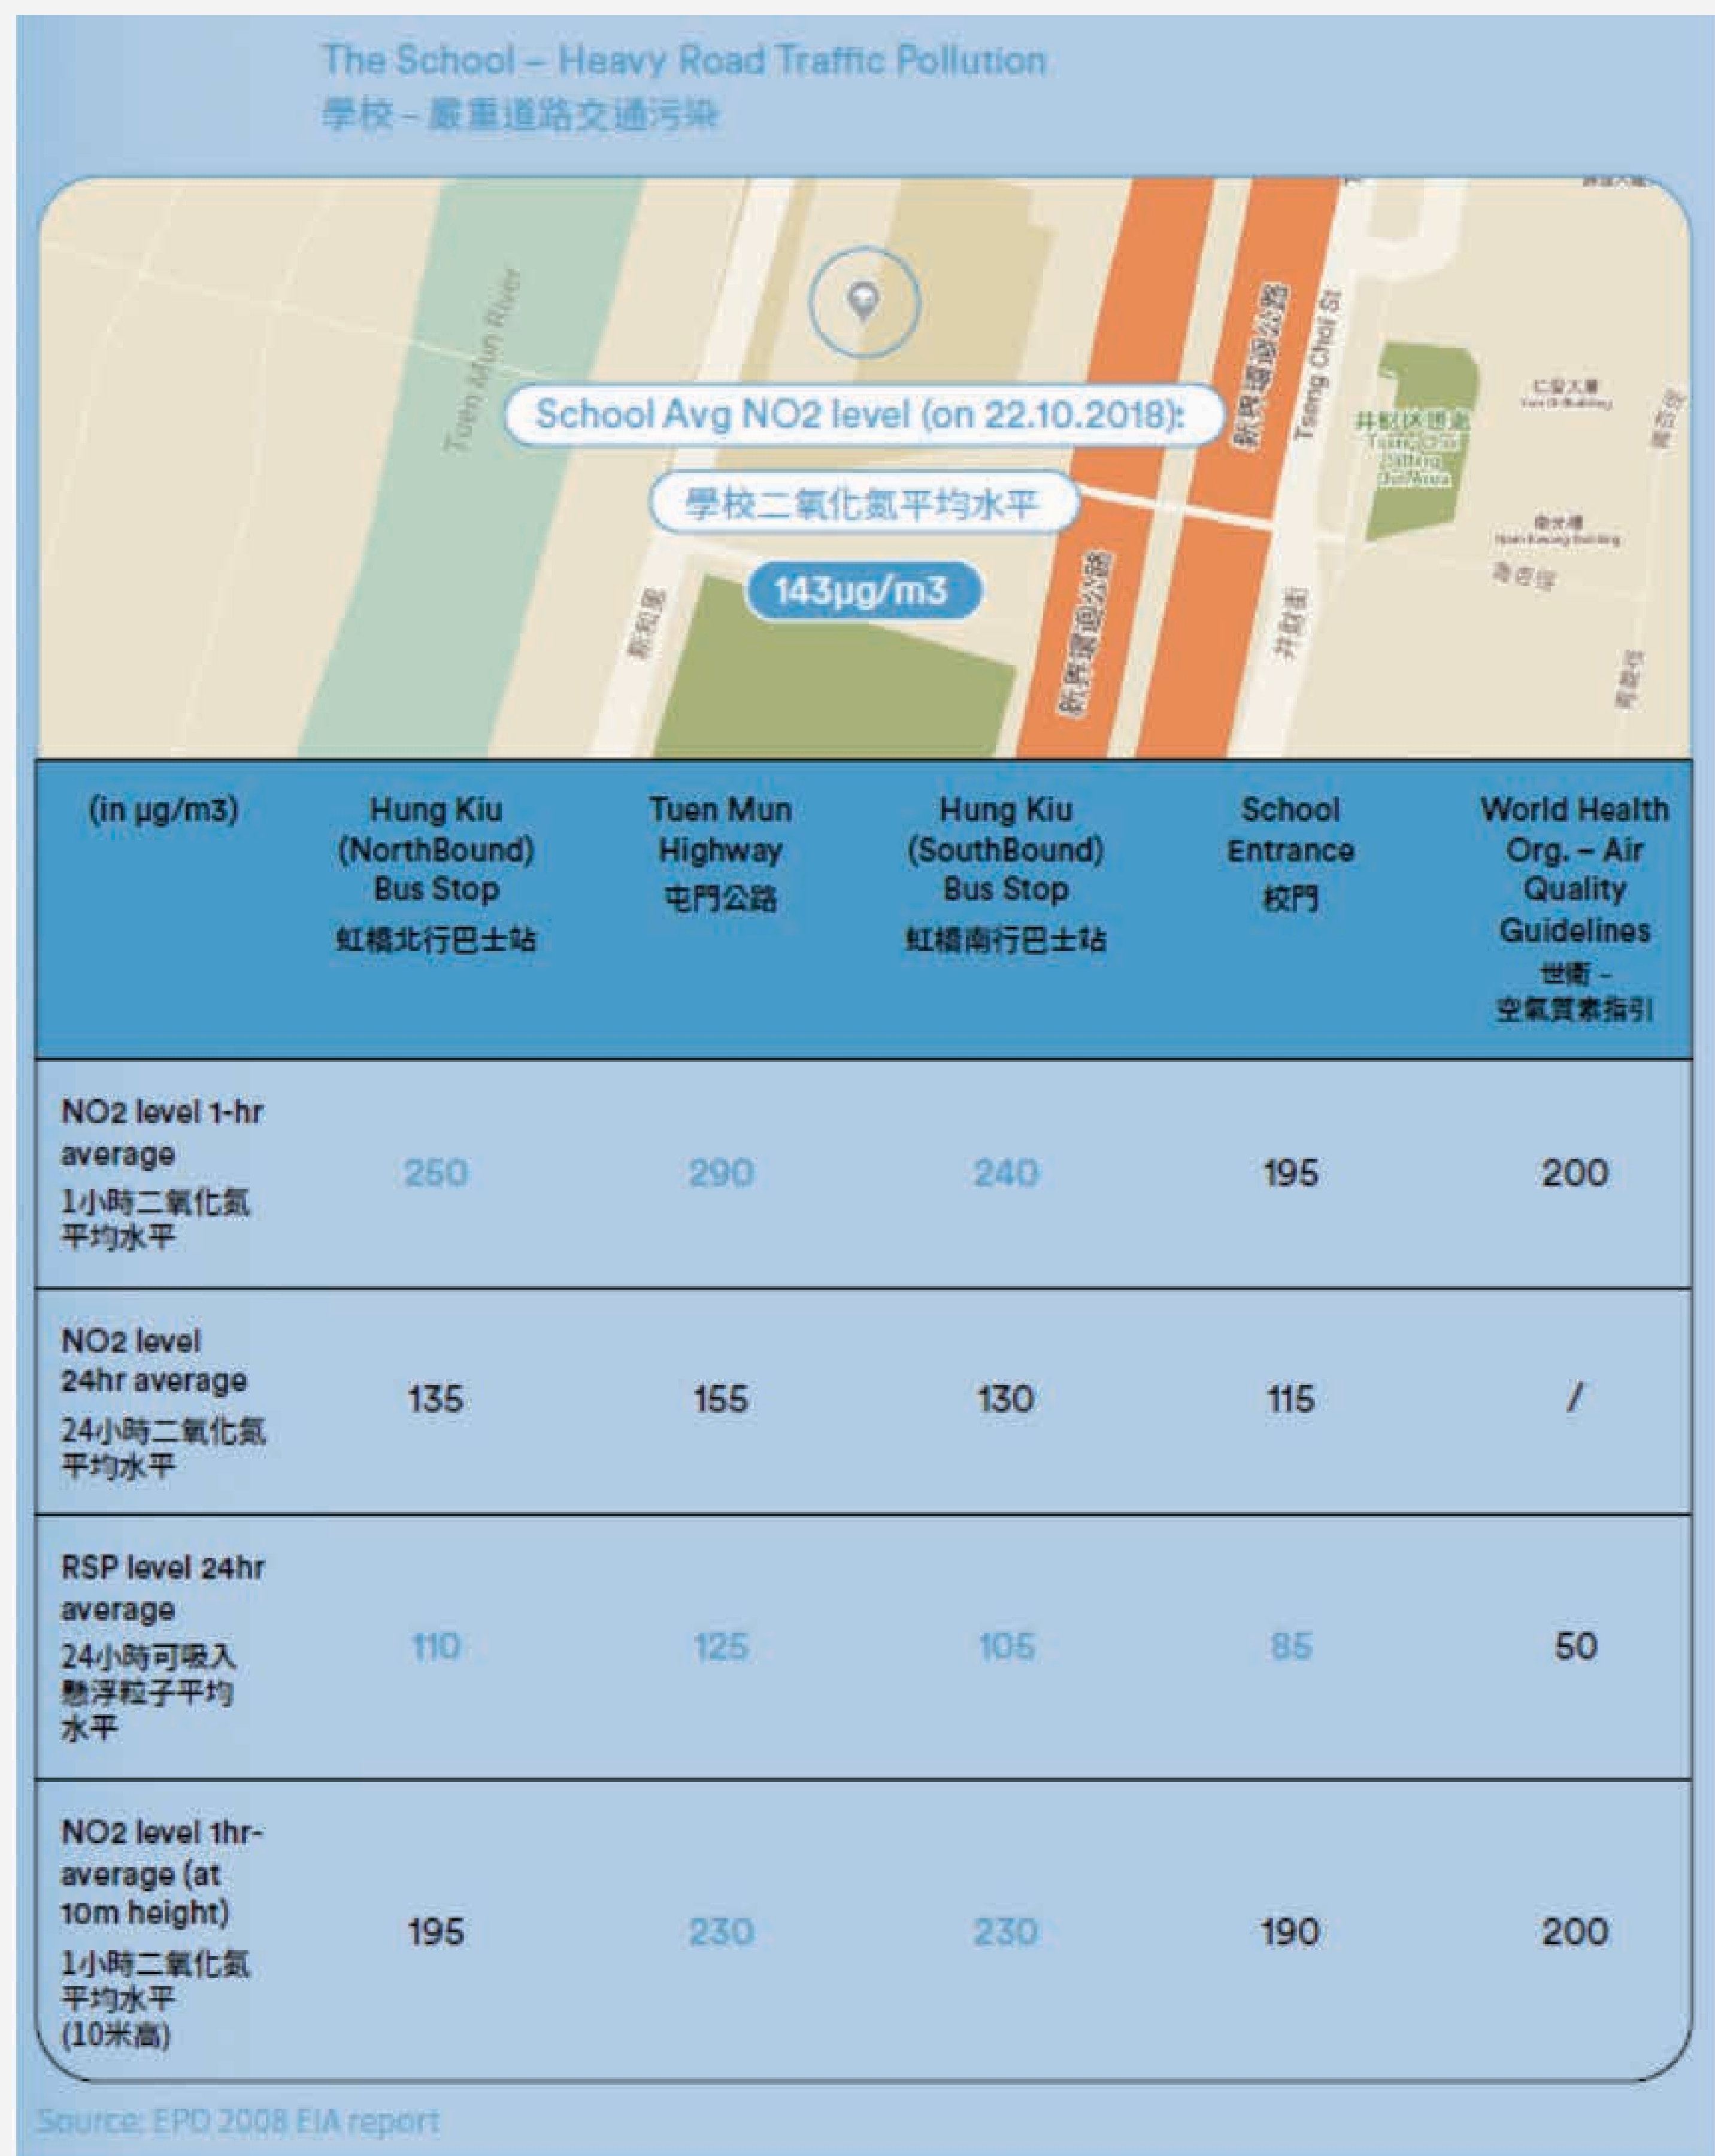 The School – Heavy Road Traffic Pollution
學校 – 嚴重道路交通污染
Tuen Mun River
新界環迴公路
Tseng Choi St
School Avg NO2 level (on 22.10.2018):
學校二氧化氮平均水平
143µg/m3
新界環迴公路
井財街
(in µg/m3)
Hung Kiu
(NorthBound)
Bus Stop
虹橋北行巴士站
Tuen Mun
Highway
屯門公路
Hung Kiu
(SouthBound)
Bus Stop
虹橋南行巴士站
School
Entrance
校門
World Health
Org. – Air
Quality
Guidelines
世衞 –
空氣質素指引
NO2 level 1-hr
average
1小時二氧化氮
平均水平
250
290
240
195
200
NO2 level
24hr average
24小時二氧化氮
平均水平
135
155
130
115
/
RSP level 24hr
average
24小時可吸入
懸浮粒子平均
水平
110
125
105
85
50
NO2 level 1hr-
average (at
10m height)
1小時二氧化氮
平均水平
(10米高)
195
230
230
190
200
Source: EPD 2008 EIA report